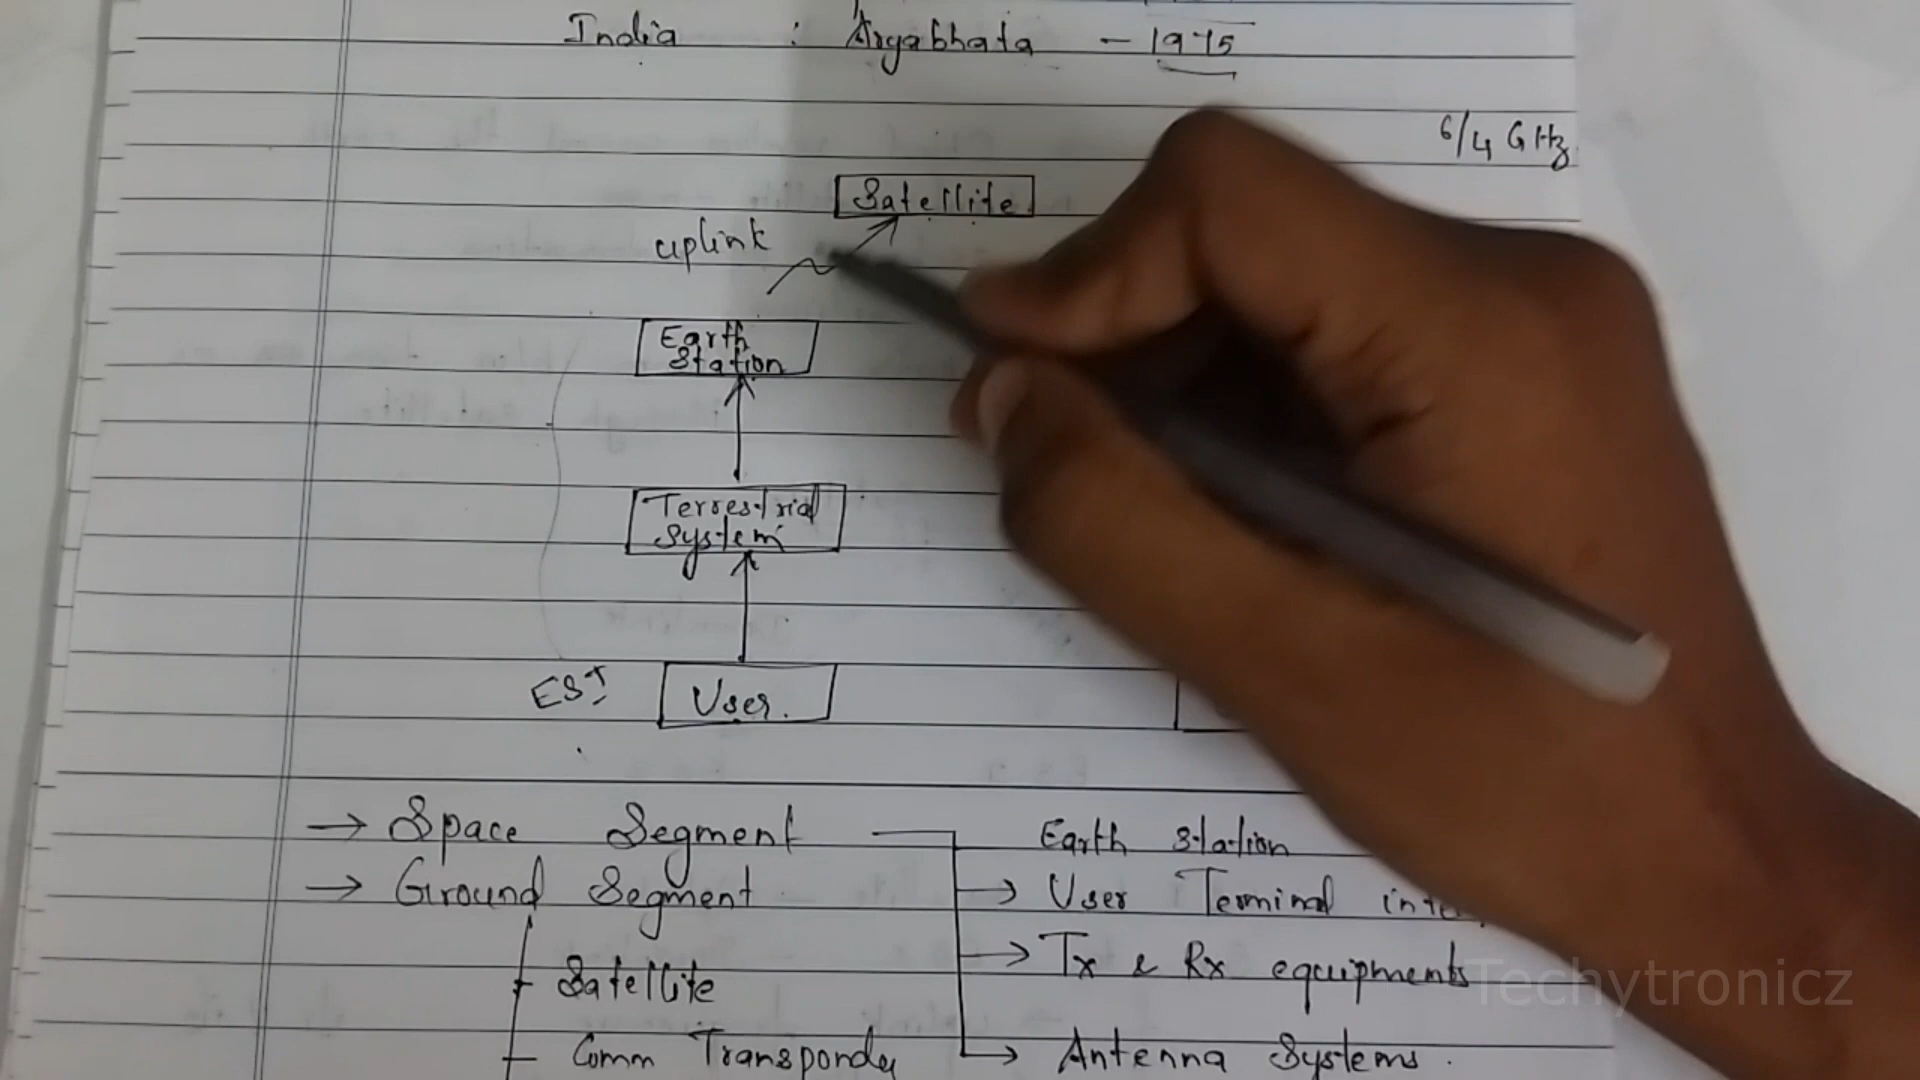 India : Aryabhata - 1975
6/4 GHz
Satellite
uplink
Earth
Station
Terrestrial
System
EST
User.
→ Space Segment
→ Ground Segment
Satellite
Comm Transponder
Earth station
→ User Terminal
→ Tx & Rx equipments
→ Antenna Systems.
Techytronicz